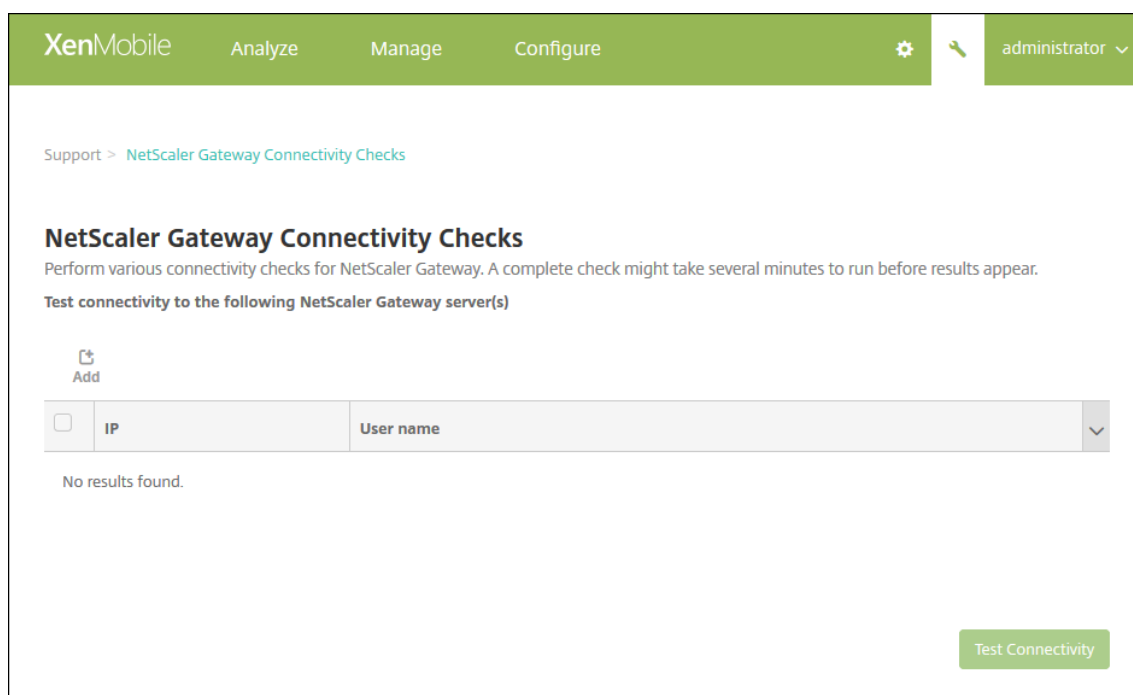 XenMobile Analyze Manage Configure administrator
Support > NetScaler Gateway Connectivity Checks
NetScaler Gateway Connectivity Checks
Perform various connectivity checks for NetScaler Gateway. A complete check might take several minutes to run before results appear.
Test connectivity to the following NetScaler Gateway server(s)
Add
IP User name
No results found.
Test Connectivity